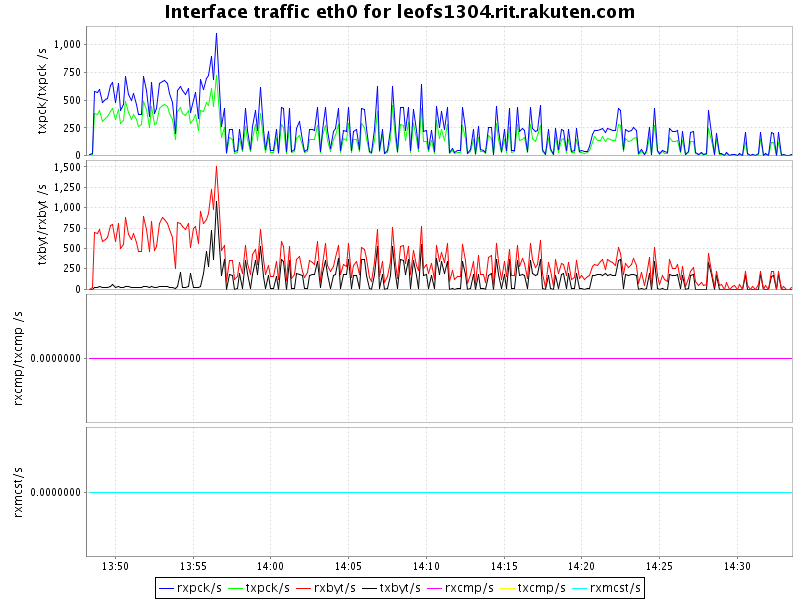 Interface traffic eth0 for leofs1304.rit.rakuten.com
txpck/txpck /s
1,000
750
500
250
0
txbyt/rxbyt /s
1,500
1,250
1,000
750
500
250
0
rxcmp/txcmp /s
0.0000000
rxmcst/s
0.0000000
13:50 13:55 14:00 14:05 14:10 14:15 14:20 14:25 14:30
rxpck/s txpck/s rxbyt/s txbyt/s rxcmp/s txcmp/s rxmcst/s